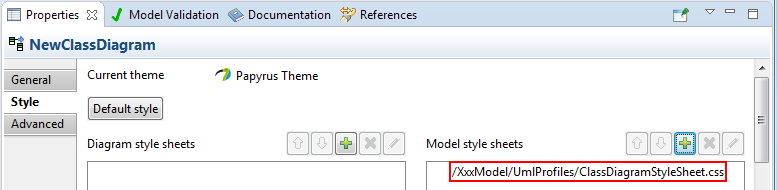 Properties Model Validation Documentation References
NewClassDiagram
General
Style
Advanced
Current theme Papyrus Theme
Default style
Diagram style sheets
Model style sheets
/XxxModel/UmlProfiles/ClassDiagramStyleSheet.css